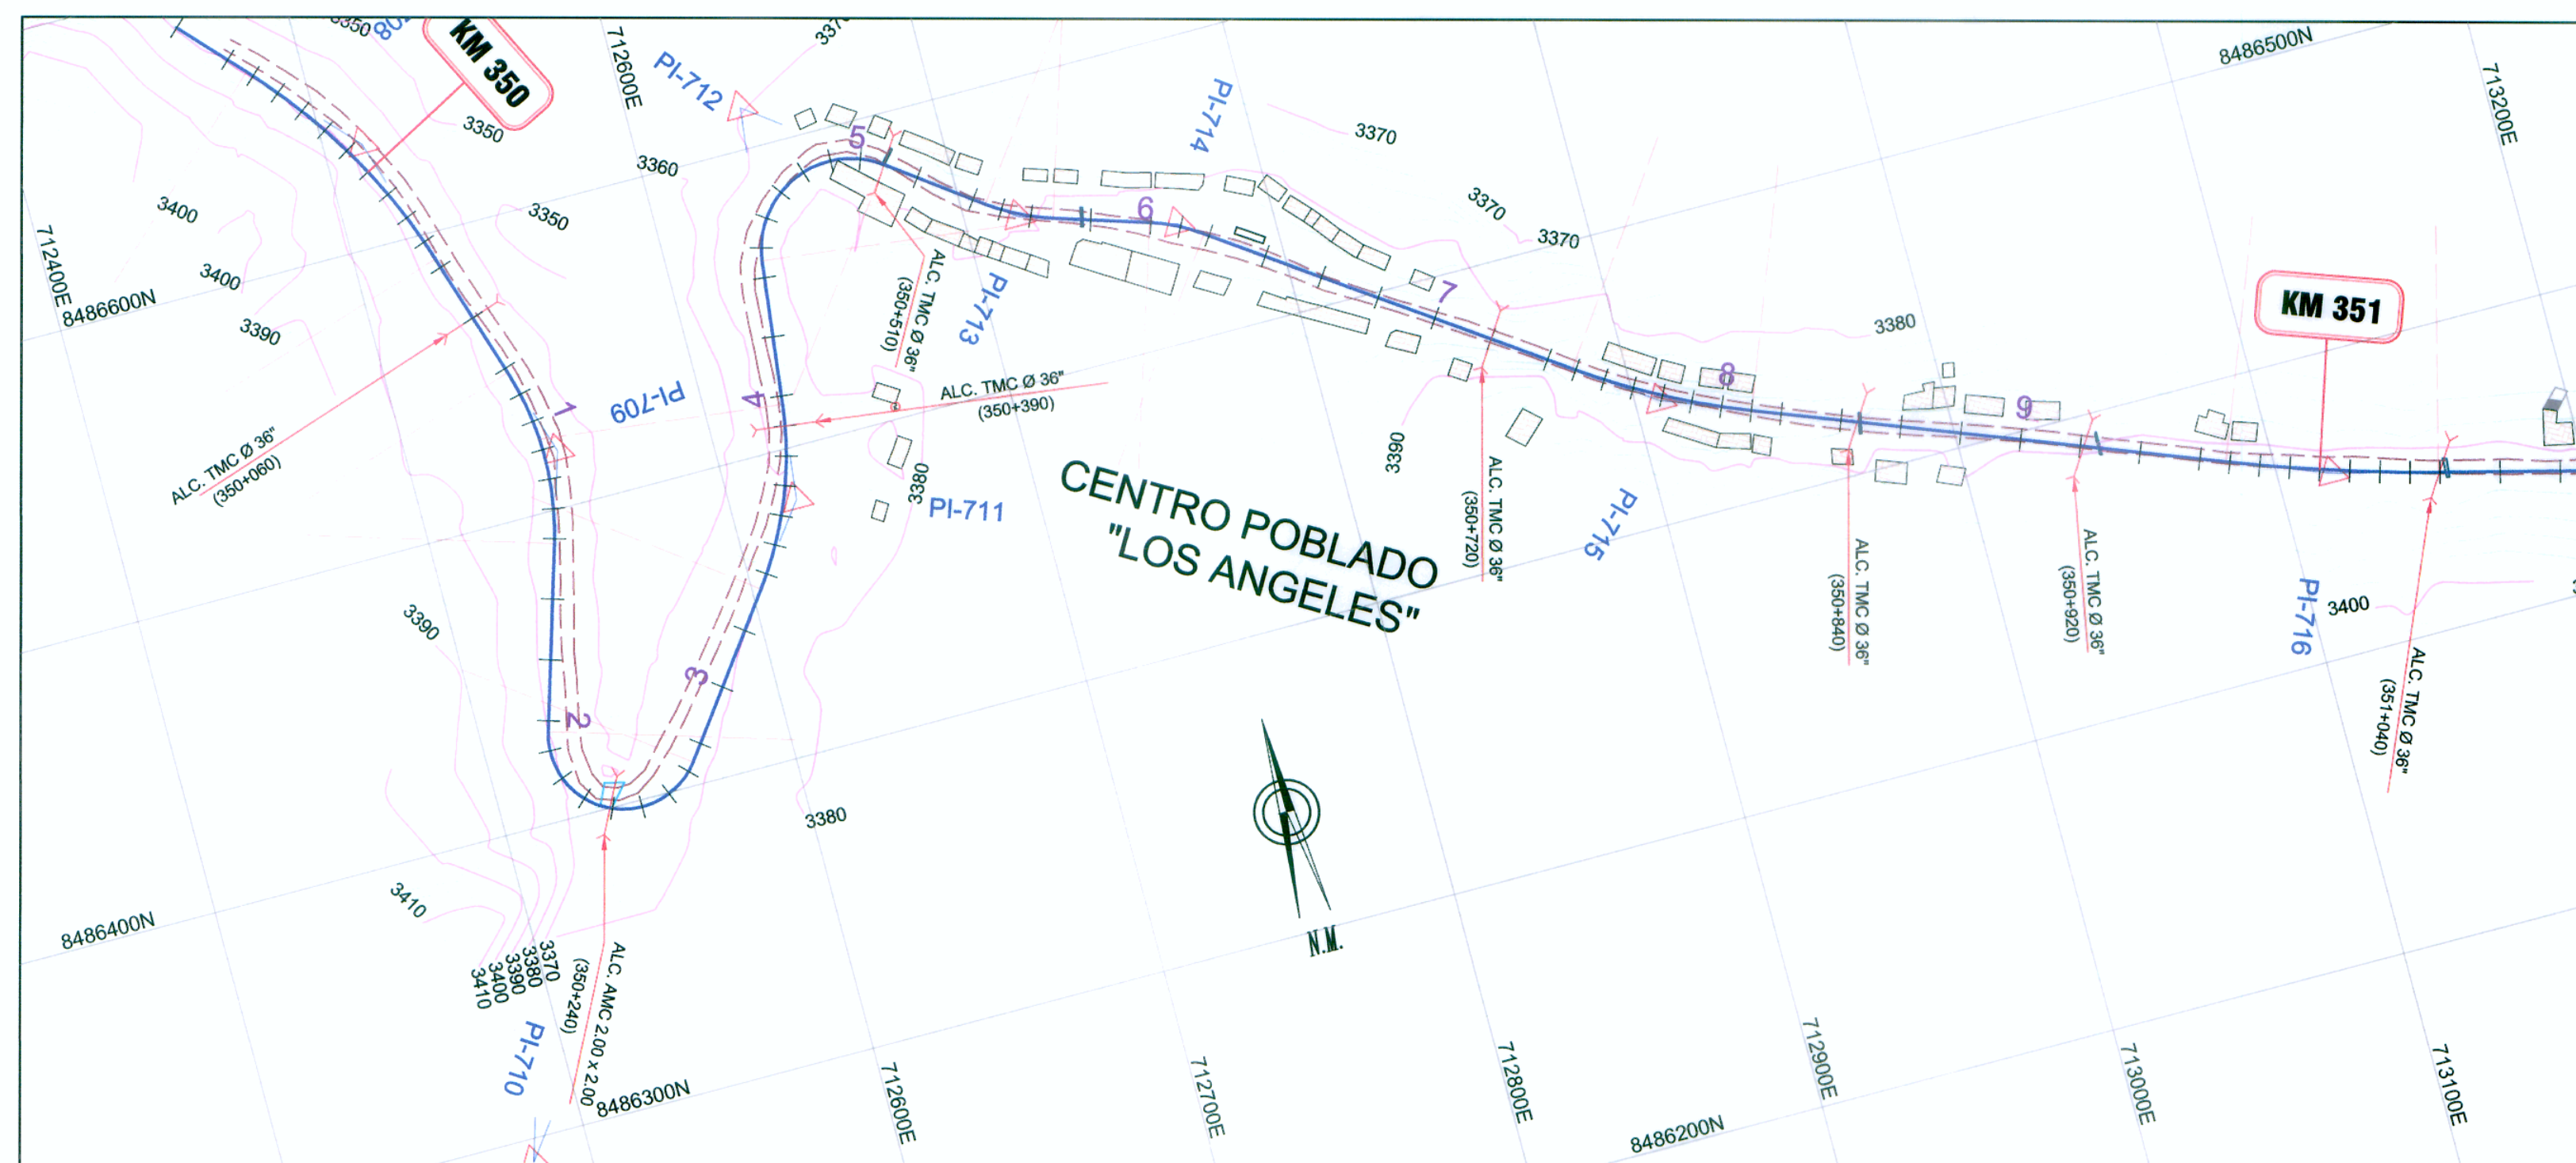 3350
KM 350
712600E
PI-712
3370
PI-714
3370
8486500N
713200E
3350
3360
5
3400
3350
6
3370
3370
712400E
8486600N
3400
3390
ALC. TMC Ø 36"
(350+510)
PI-713
7
3380
KM 351
1
PI-709
4
ALC. TMC Ø 36"
(350+390)
8
9
ALC. TMC Ø 36"
(350+060)
3380
PI-711
CENTRO POBLADO
"LOS ANGELES"
3390
ALC. TMC Ø 36"
(350+720)
PI-715
ALC. TMC Ø 36"
(350+840)
ALC. TMC Ø 36"
(350+920)
PI-716
3400
ALC. TMC Ø 36"
(351+040)
3390
3
2
3380
3410
8486400N
N.M.
3370
3380
3390
3400
3410
ALC. AMC 2.00 x 2.00
(350+240)
PI-710
8486300N
712600E
712700E
712800E
712900E
713000E
713100E
8486200N